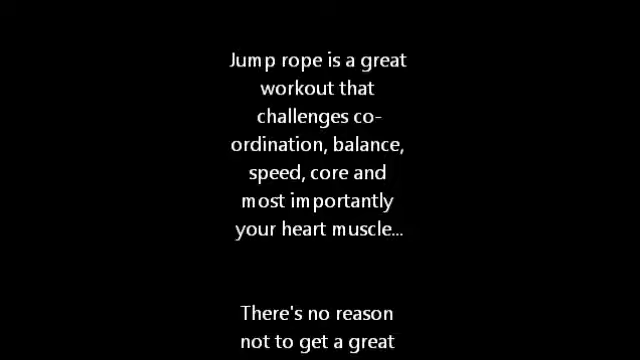 Jump rope is a great
workout that
challenges co-
ordination, balance,
speed, core and
most importantly
your heart muscle...
There's no reason
not to get a great